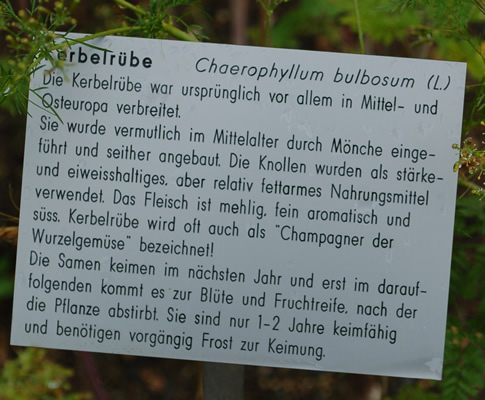 Kerbelrübe Chaerophyllum bulbosum (L.)
Die Kerbelrübe war ursprünglich vor allem in Mittel- und
Osteuropa verbreitet.
Sie wurde vermutlich im Mittelalter durch Mönche einge-
führt und seither angebaut. Die Knollen wurden als stärke-
und eiweisshaltiges, aber relativ fettarmes Nahrungsmittel
verwendet. Das Fleisch ist mehlig, fein aromatisch und
süss. Kerbelrübe wird oft auch als "Champagner der
Wurzelgemüse" bezeichnet!
Die Samen keimen im nächsten Jahr und erst im darauf-
folgenden kommt es zur Blüte und Fruchtreife, nach der
die Pflanze abstirbt. Sie sind nur 1-2 Jahre keimfähig
und benötigen vorgängig Frost zur Keimung.